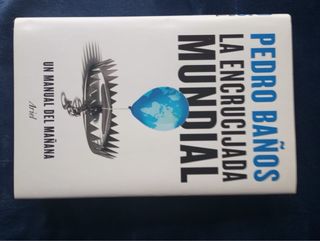 PEDRO BAÑOS
LA ENCRUCIJADA
MUNDIAL
UN MANUAL DEL MAÑANA
Ariel